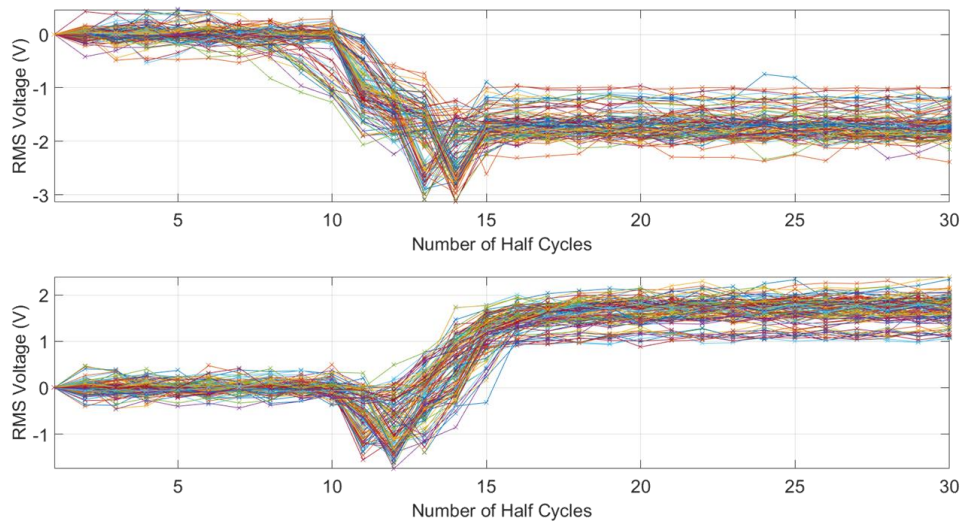 RMS Voltage (V)
0
-1
-2
-3
5 10 15 20 25 30
Number of Half Cycles
RMS Voltage (V)
2
1
0
-1
5 10 15 20 25 30
Number of Half Cycles